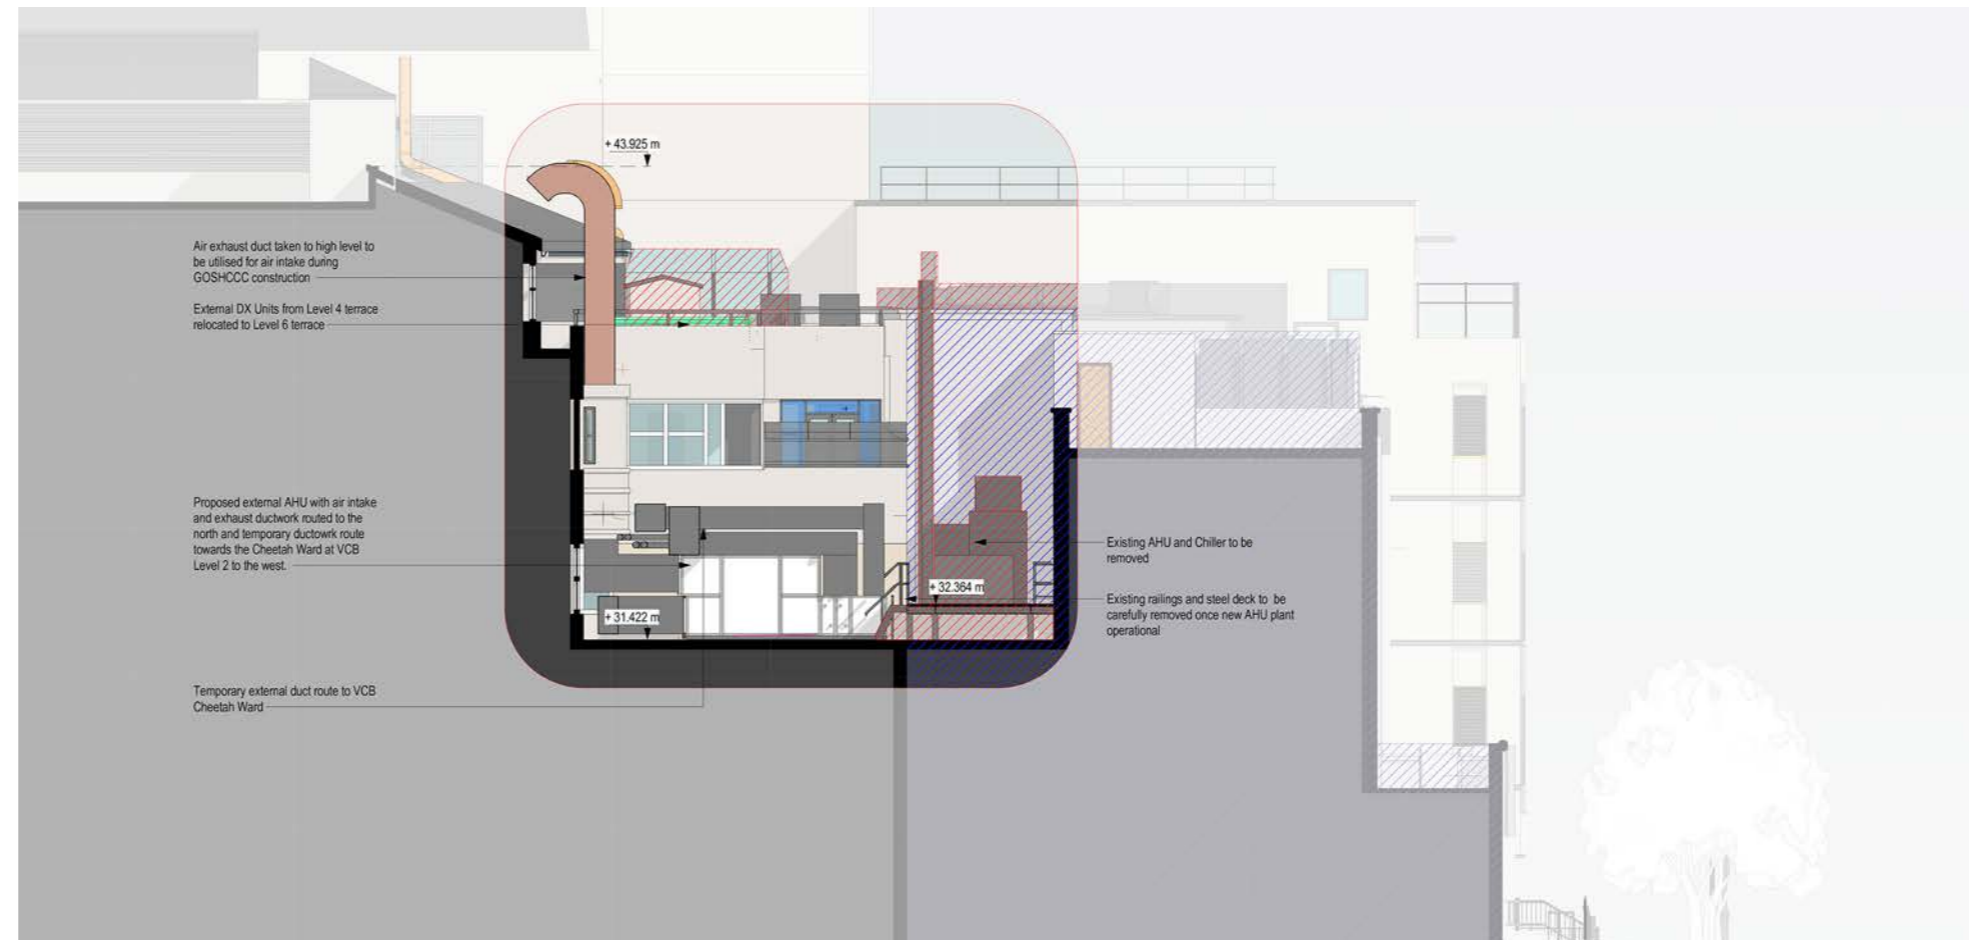 + 43.925 m
Air exhaust duct taken to high level to
be utilised for air intake during
GOSHCCC construction
External DX Units from Level 4 terrace
relocated to Level 6 terrace
Proposed external AHU with air intake
and exhaust ductwork routed to the
north and temporary ductowrk route
towards the Cheetah Ward at VCB
Level 2 to the west.
+ 31.422 m
Temporary external duct route to VCB
Cheetah Ward
+ 32.364 m
Existing AHU and Chiller to be
removed
Existing railings and steel deck to be
carefully removed once new AHU plant
operational